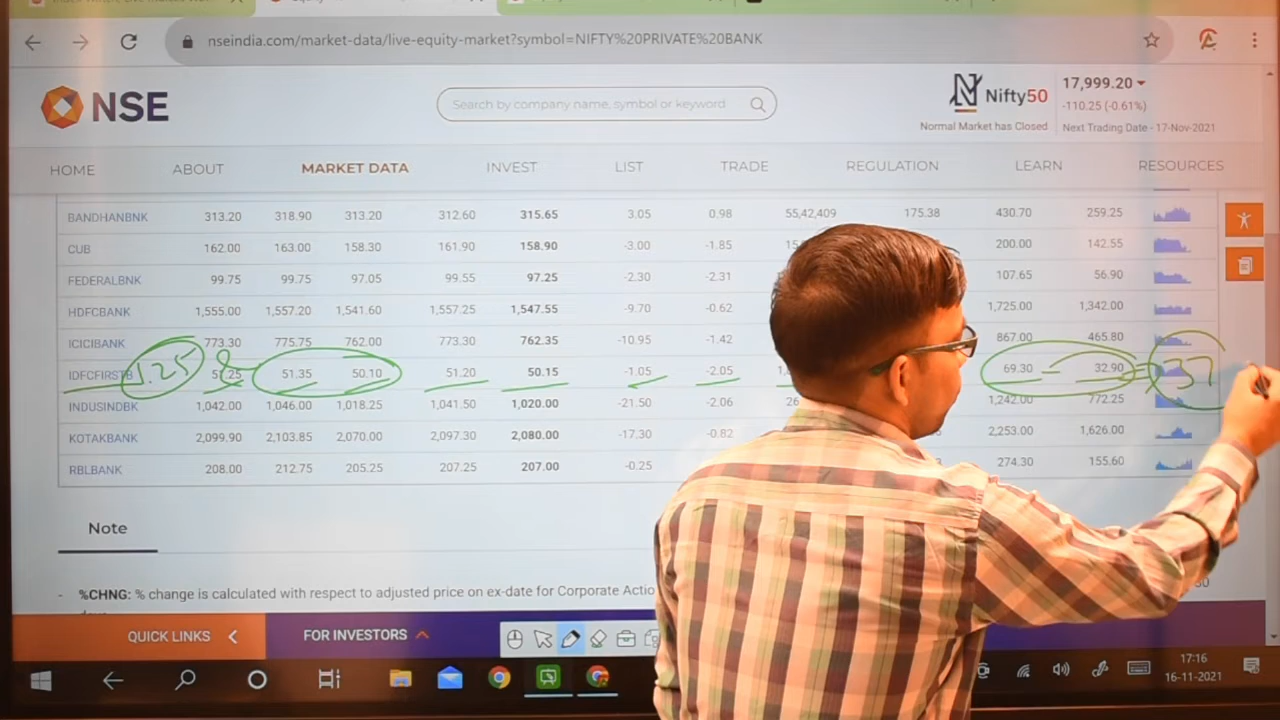 nseindia.com/market-data/live-equity-market?symbol=NIFTY%20PRIVATE%20BANK
NSE
Search by company name, symbol or keyword
Nifty50
17,999.20
-110.25 (-0.61%)
Normal Market has Closed
Next Trading Date - 17-Nov-2021
HOME ABOUT MARKET DATA INVEST LIST TRADE REGULATION LEARN RESOURCES
BANDHANBNK 313.20 318.90 313.20 312.60 315.65 3.05 0.98 55,42,409 175.38 430.70 259.25
CUB 162.00 163.00 158.30 161.90 158.90 -3.00 -1.85 200.00 142.55
FEDERALBNK 99.75 99.75 97.05 99.55 97.25 -2.30 -2.31 107.65 56.90
HDFCBANK 1,555.00 1,557.20 1,541.60 1,557.25 1,547.55 -9.70 -0.62 1,725.00 1,342.00
ICICIBANK 773.30 775.75 762.00 773.30 762.35 -10.95 -1.42 867.00 465.80
IDFCFIRSTB 1.25 51.25 51.35 50.10 51.20 50.15 -1.05 -2.05 69.30 - 32.90 = 37
INDUSINDBK 1,042.00 1,046.00 1,018.25 1,041.50 1,020.00 -21.50 -2.06 26 1,242.00 772.25
KOTAKBANK 2,099.90 2,103.85 2,070.00 2,097.30 2,080.00 -17.30 -0.82 2,253.00 1,626.00
RBLBANK 208.00 212.75 205.25 207.25 207.00 -0.25 274.30 155.60
Note
- %CHNG: % change is calculated with respect to adjusted price on ex-date for Corporate Actio
QUICK LINKS FOR INVESTORS
17:16
16-11-2021